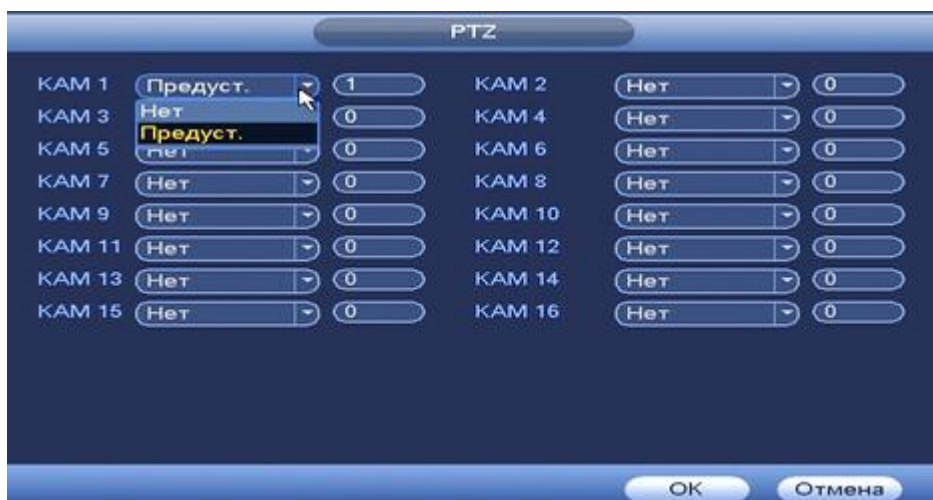 PTZ
КАМ 1 Предуст. 1 КАМ 2 Нет 0
КАМ 3 Нет 0 КАМ 4 Нет 0
Предуст.
КАМ 5 Нет 0 КАМ 6 Нет 0
КАМ 7 Нет 0 КАМ 8 Нет 0
КАМ 9 Нет 0 КАМ 10 Нет 0
КАМ 11 Нет 0 КАМ 12 Нет 0
КАМ 13 Нет 0 КАМ 14 Нет 0
КАМ 15 Нет 0 КАМ 16 Нет 0
ОК Отмена